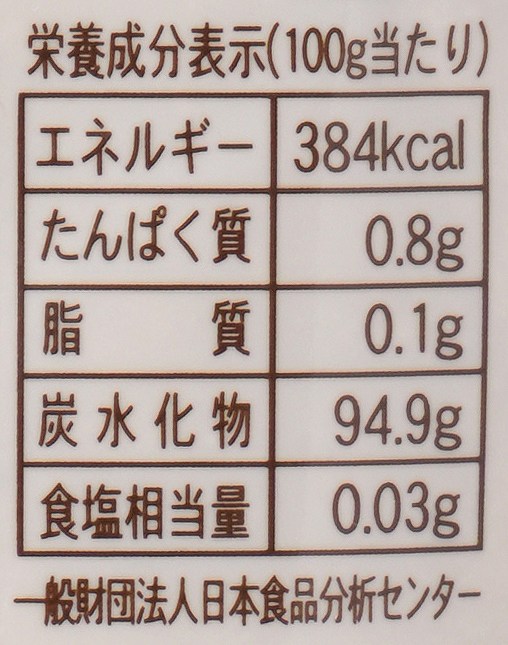 栄養成分表示(100g当たり)
エネルギー 384kcal
たんぱく質 0.8g
脂質 0.1g
炭水化物 94.9g
食塩相当量 0.03g
一般財団法人日本食品分析センター